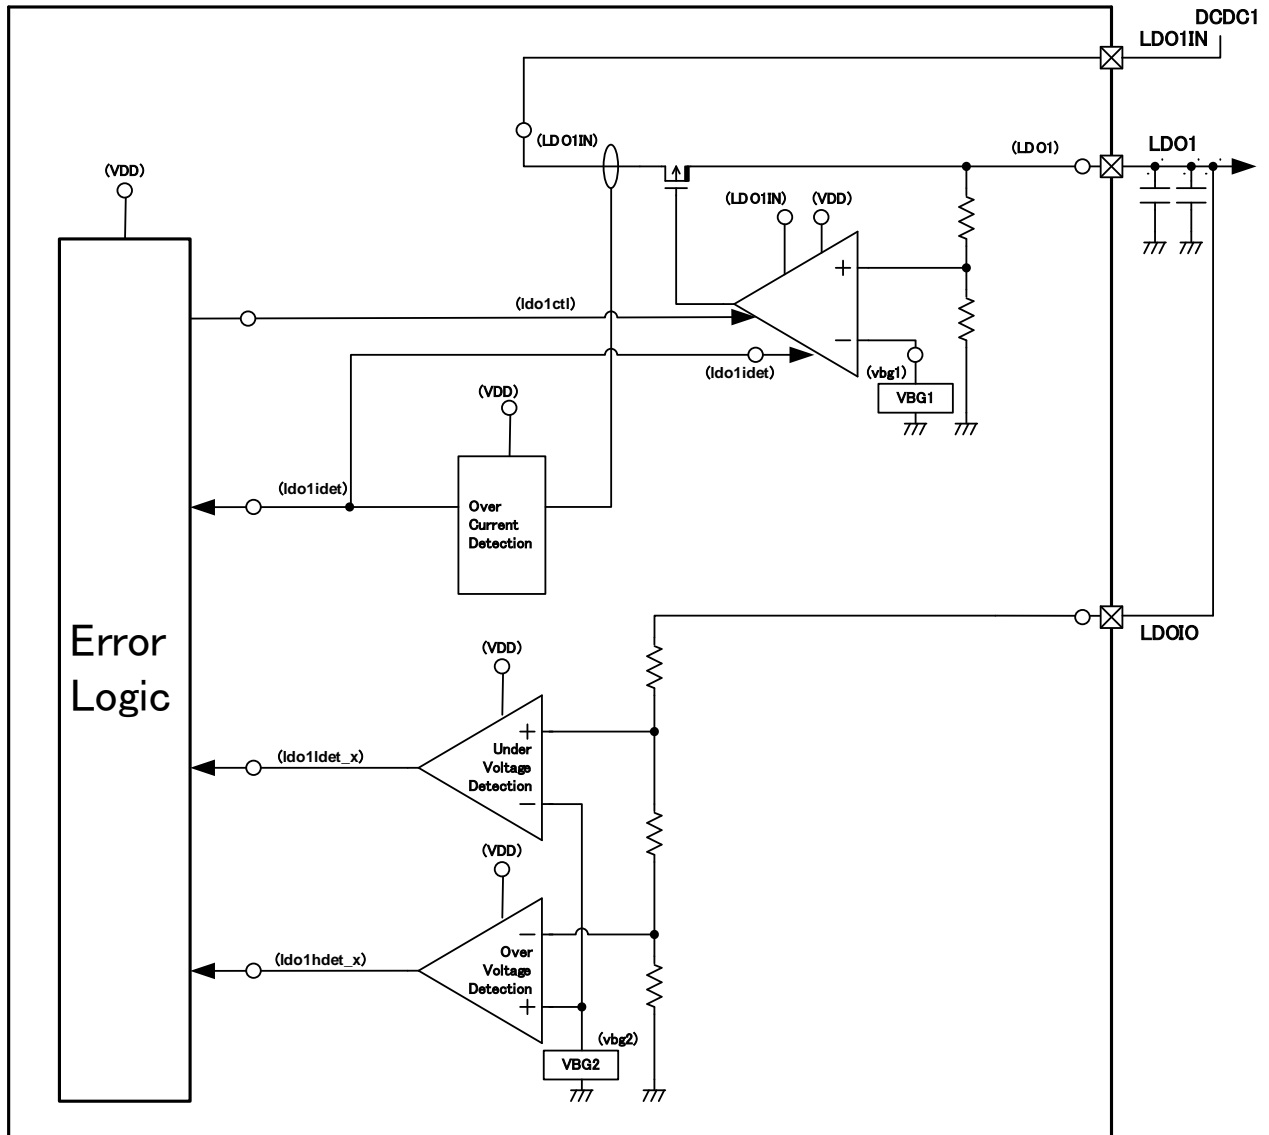 DCDC1
LDO1IN
(LDO1IN)
(LDO1)
LDO1
(VDD)
(LDO1IN)
(VDD)
+
(ldo1ctl)
−
(ldo1idet)
(vbg1)
VBG1
(VDD)
(ldo1idet)
Over
Current
Detection
LDOIO
Error
Logic
(VDD)
+
Under
Voltage
Detection
−
(ldo1ldet_x)
(VDD)
−
Over
Voltage
Detection
+
(ldo1hdet_x)
(vbg2)
VBG2